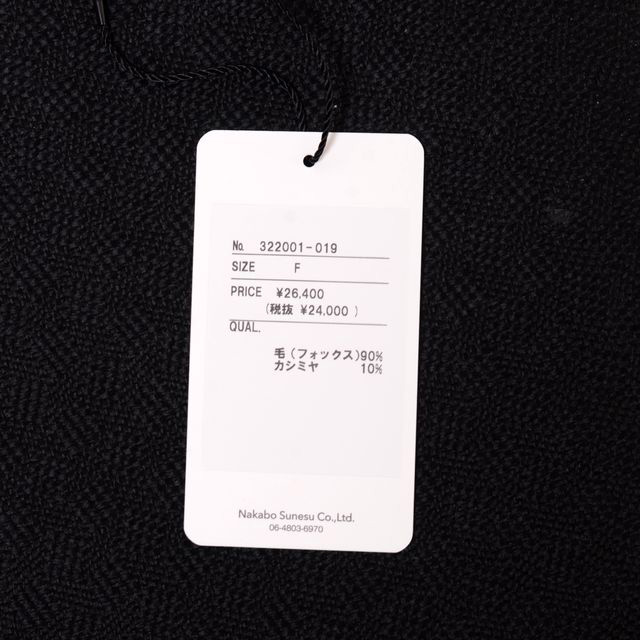 No. 322001-019
SIZE F
PRICE ¥26,400
(税抜 ¥24,000 )
QUAL.
毛(フォックス)90%
カシミヤ 10%
Nakabo Sunesu Co.,Ltd.
06-4803-6970